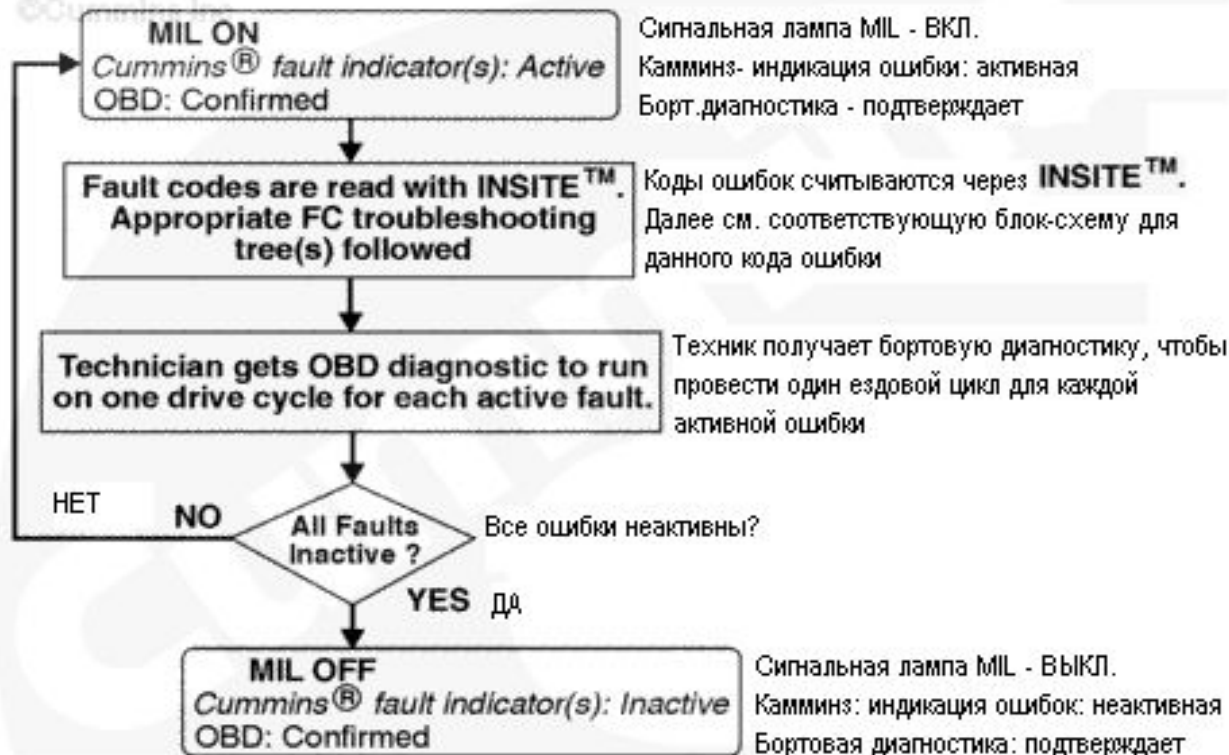 ©Cummins Inc
MIL ON
Cummins® fault indicator(s): Active
OBD: Confirmed
Сигнальная лампа MIL - ВКЛ.
Камминз- индикация ошибки: активная
Борт.диагностика - подтверждает
Fault codes are read with INSITE™.
Appropriate FC troubleshooting
tree(s) followed
Коды ошибок считываются через INSITE™.
Далее см. соответствующую блок-схему для
данного кода ошибки
Technician gets OBD diagnostic to run
on one drive cycle for each active fault.
Техник получает бортовую диагностику, чтобы
провести один ездовой цикл для каждой
активной ошибки
НЕТ NO
All Faults
Inactive ?
Все ошибки неактивны?
YES ДА
MIL OFF
Cummins® fault indicator(s): Inactive
OBD: Confirmed
Сигнальная лампа MIL - ВЫКЛ.
Камминз: индикация ошибок: неактивная
Бортовая диагностика: подтверждает